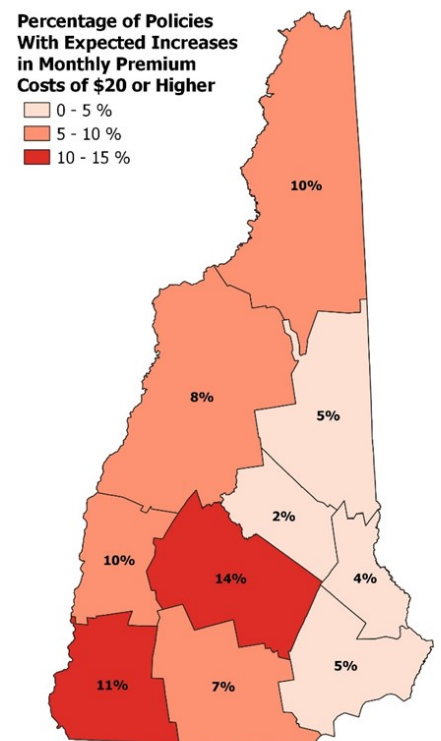 Percentage of Policies
With Expected Increases
in Monthly Premium
Costs of $20 or Higher
0 - 5 %
5 - 10 %
10 - 15 %
10%
8%
5%
2%
10%
14%
4%
5%
11%
7%